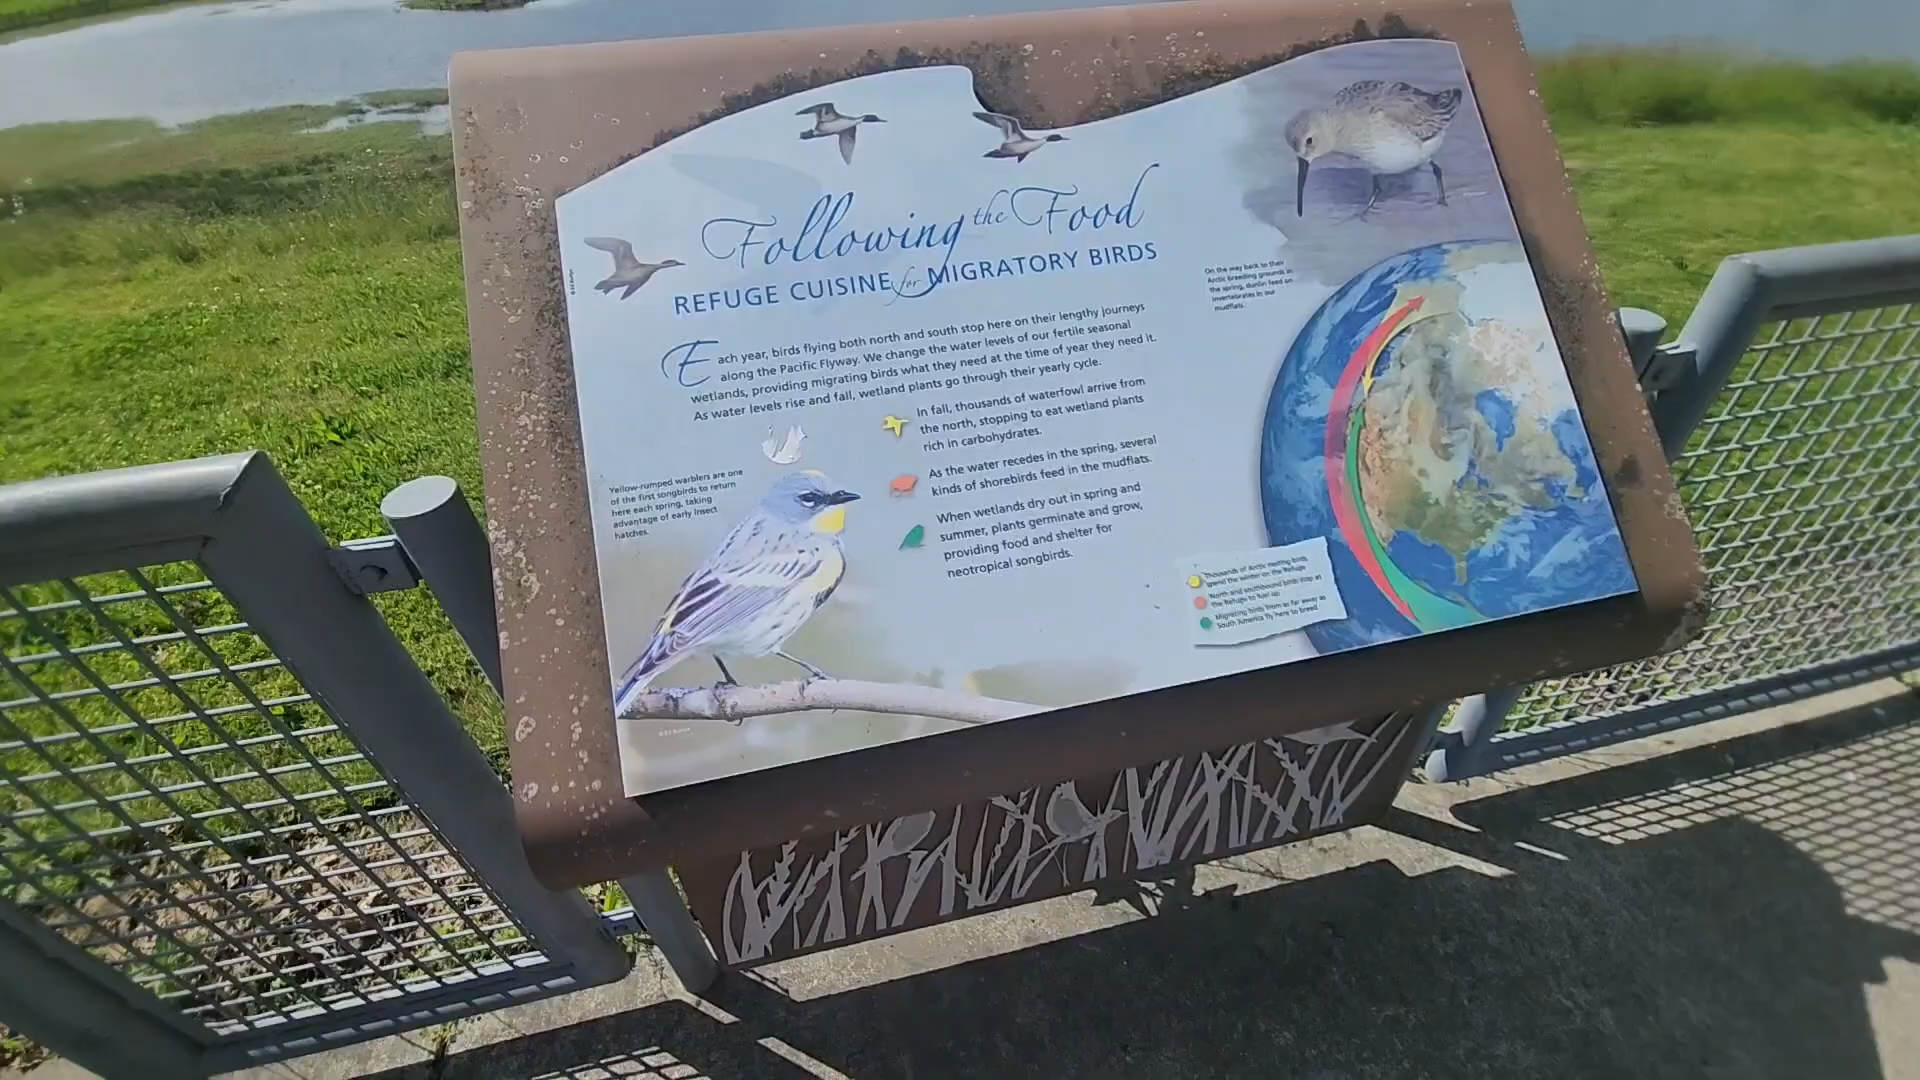 Following the Food
REFUGE CUISINE for MIGRATORY BIRDS
Each year, birds flying both north and south stop here on their lengthy journeys
along the Pacific Flyway. We change the water levels of our fertile seasonal
wetlands, providing migrating birds what they need at the time of year they need it.
As water levels rise and fall, wetland plants go through their yearly cycle.
In fall, thousands of waterfowl arrive from
the north, stopping to eat wetland plants
rich in carbohydrates.
As the water recedes in the spring, several
kinds of shorebirds feed in the mudflats.
When wetlands dry out in spring and
summer, plants germinate and grow,
providing food and shelter for
neotropical songbirds.
Yellow-rumped warblers are one
of the first songbirds to return
here each spring, taking
advantage of early insect
hatches.
On the way back to their
Arctic breeding grounds in
the spring, dunlin feed on
invertebrates in our
mudflats.
Thousands of Arctic nesting birds
spend the winter on the Refuge
North and southbound birds stop at
the Refuge to fuel up
Migrating birds from as far away as
South America fly here to breed